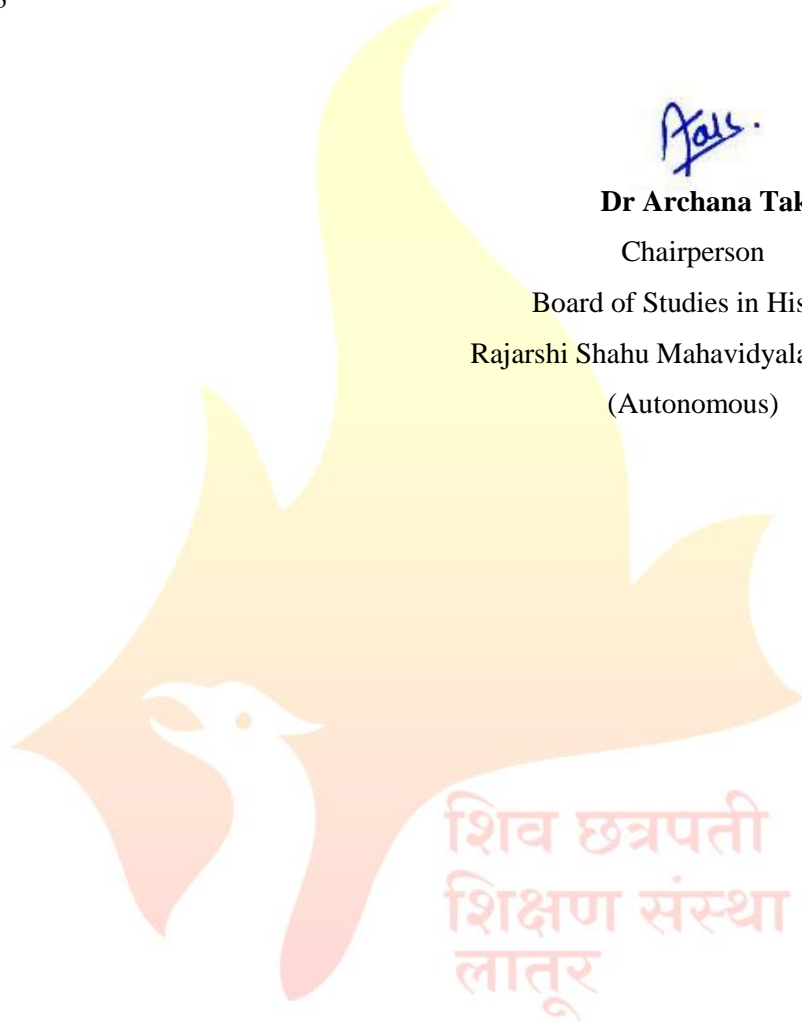 Dr Archana Tak
Chairperson
Board of Studies in His
Rajarshi Shahu Mahavidyala
(Autonomous)
शिव छत्रपती
शिक्षण संस्था
लातूर